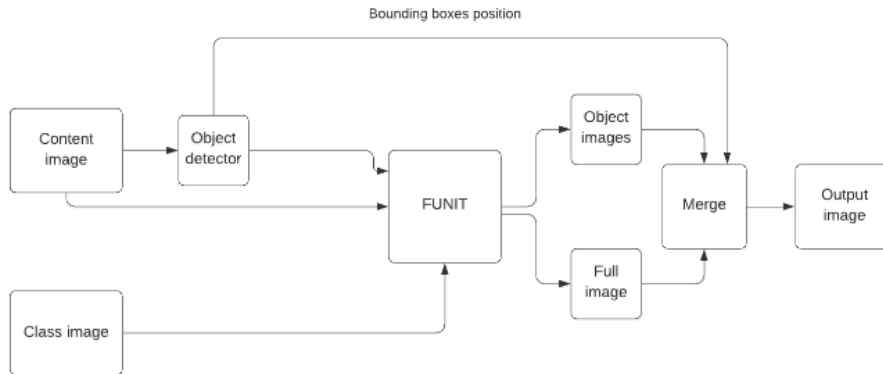 Bounding boxes position
Content
image
Object
detector
Object
images
FUNIT
Merge
Output
image
Full
image
Class image